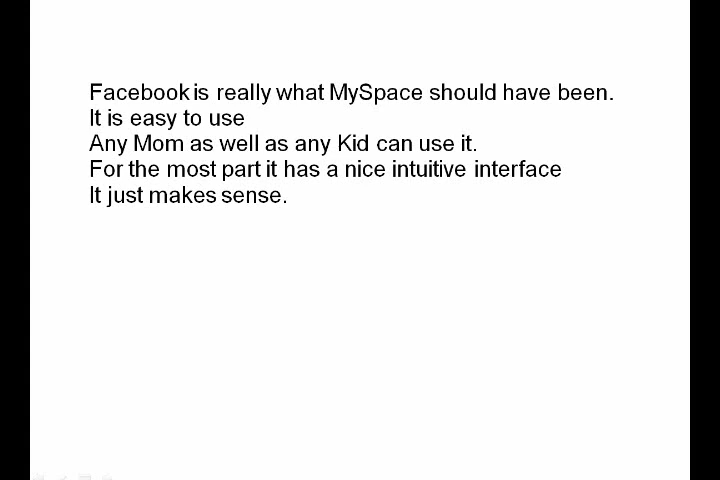 Facebook is really what MySpace should have been.
It is easy to use
Any Mom as well as any Kid can use it.
For the most part it has a nice intuitive interface
It just makes sense.